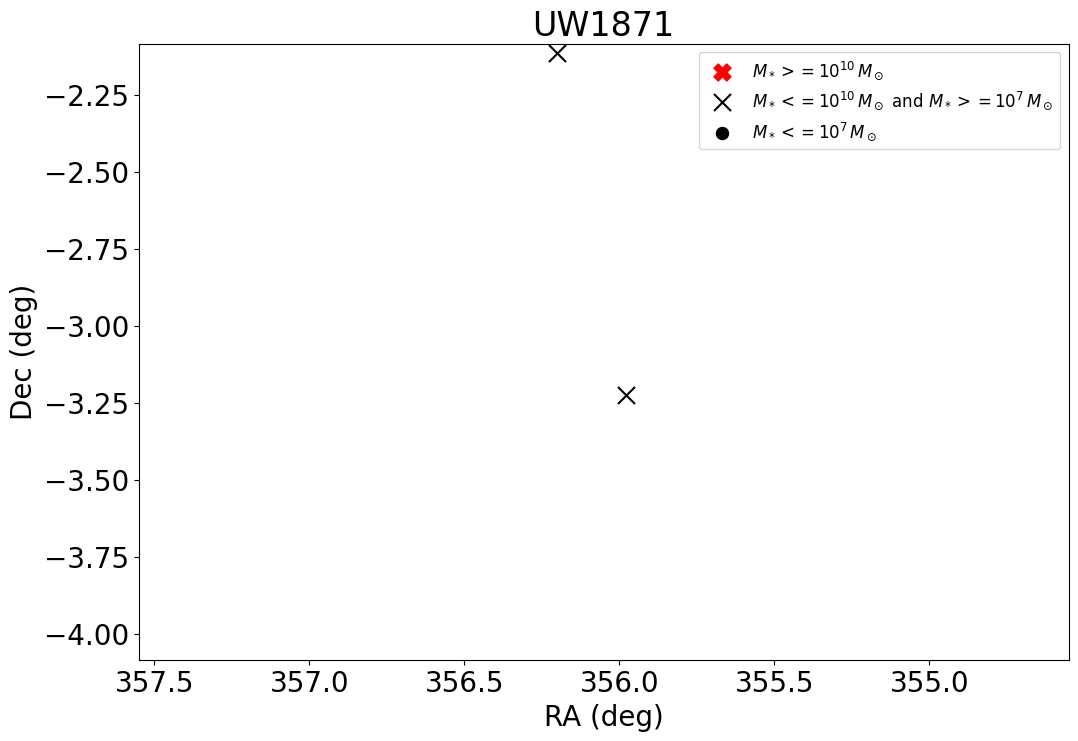 UW1871
M* >= 10^10 M⊙
M* <= 10^10 M⊙ and M* >= 10^7 M⊙
M* <= 10^7 M⊙
−2.25
−2.50
−2.75
−3.00
−3.25
−3.50
−3.75
−4.00
Dec (deg)
357.5 357.0 356.5 356.0 355.5 355.0
RA (deg)